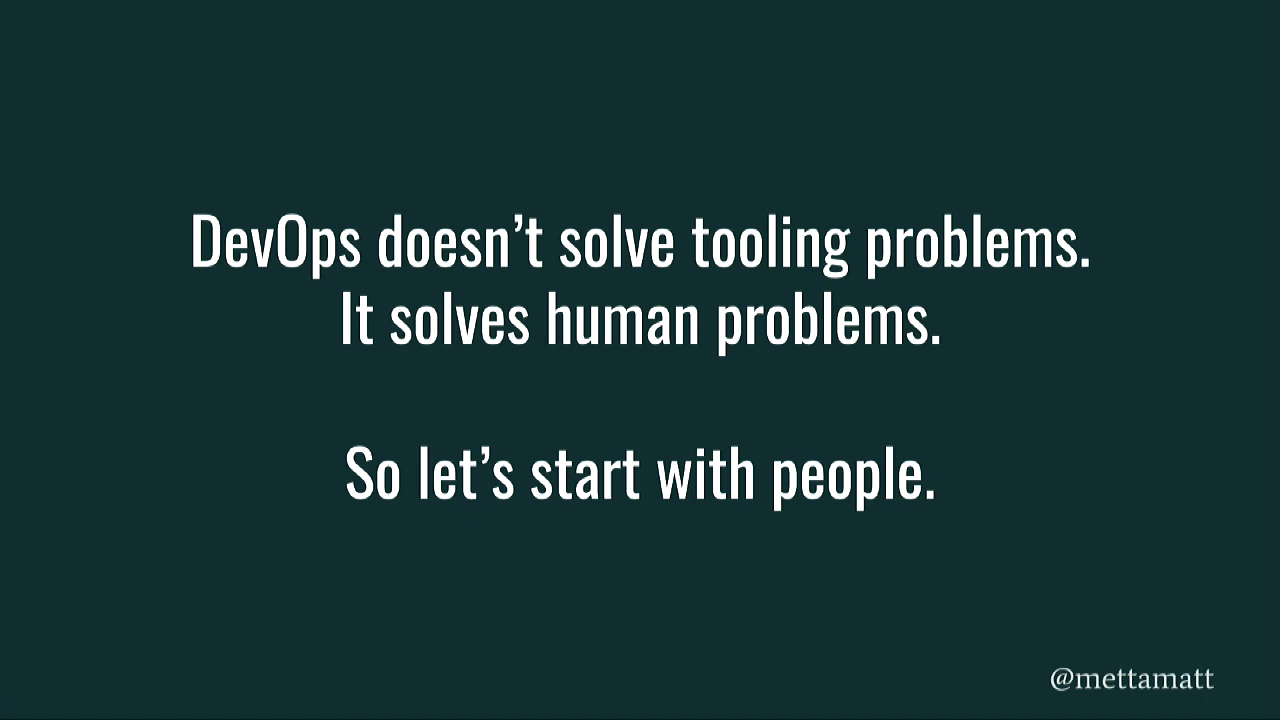 DevOps doesn’t solve tooling problems.
It solves human problems.
So let’s start with people.
@mettamatt